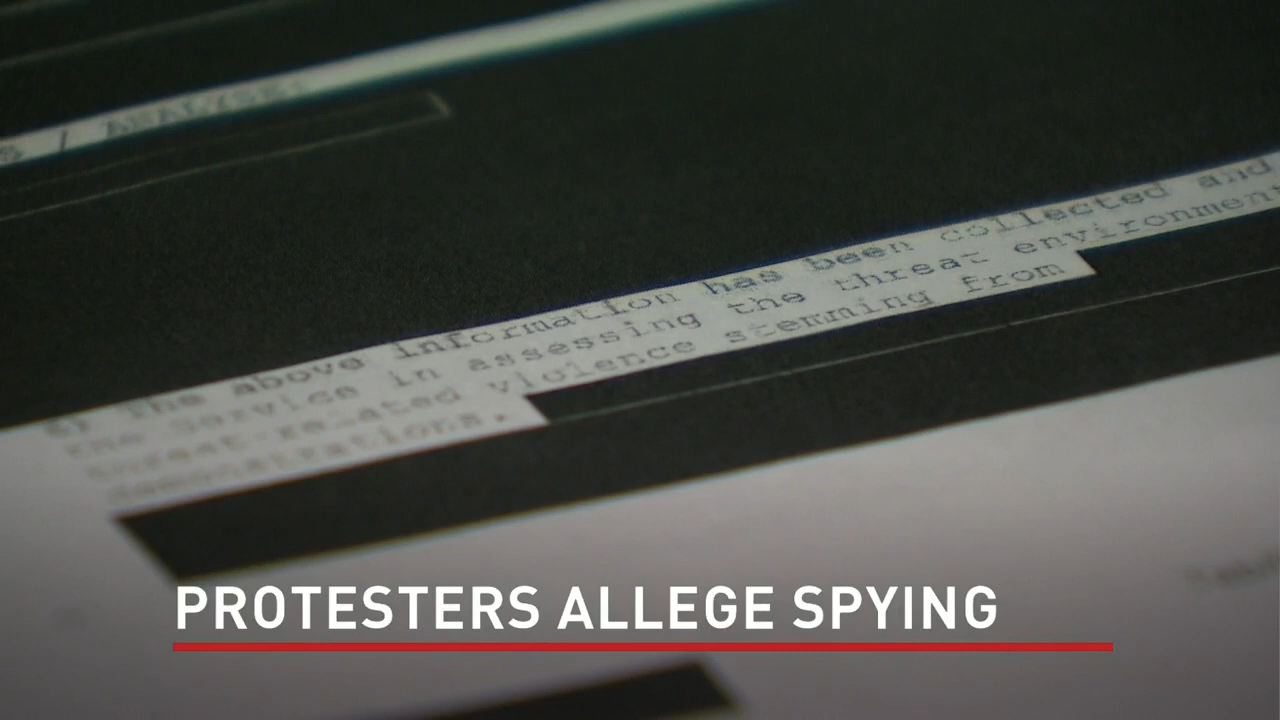 / ANALYSE:
The above information has been collected and
the Service in assessing the threat environment
threat-related violence stemming from
demonstrations.
PROTESTERS ALLEGE SPYING